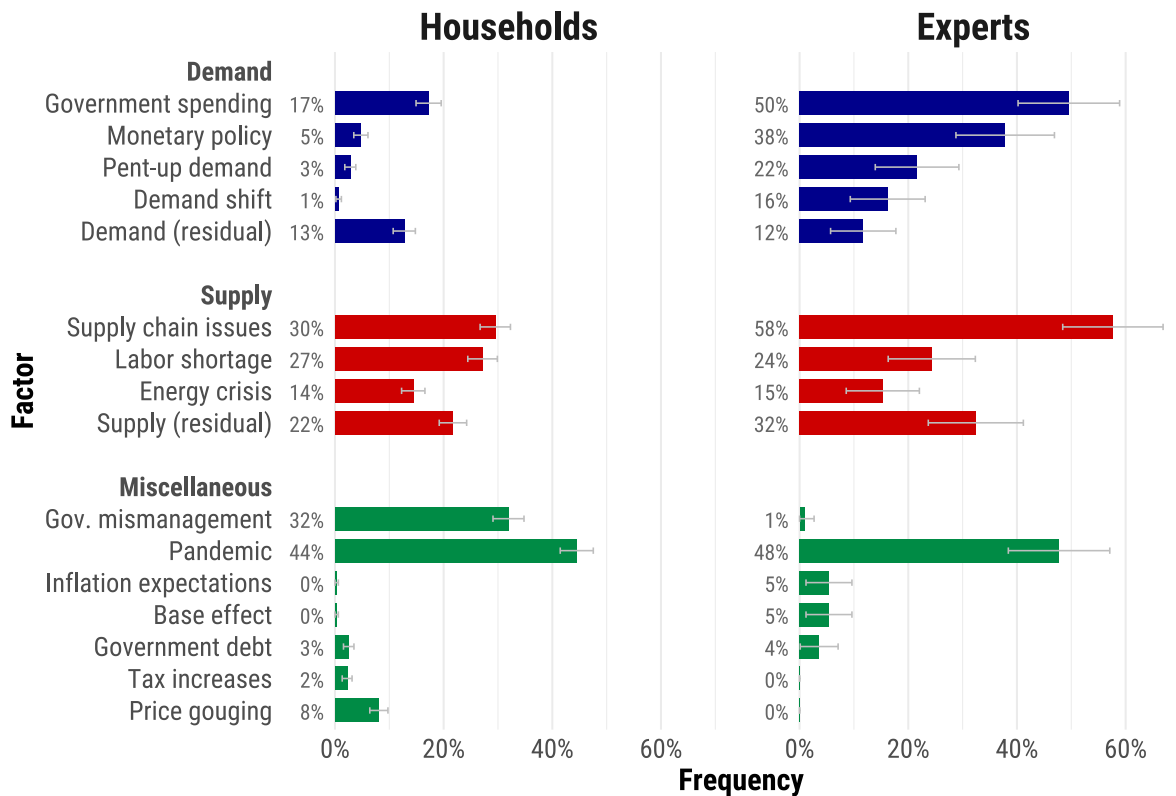 Households Experts
Demand
Government spending 17% 50%
Monetary policy 5% 38%
Pent-up demand 3% 22%
Demand shift 1% 16%
Demand (residual) 13% 12%
Supply
Supply chain issues 30% 58%
Labor shortage 27% 24%
Energy crisis 14% 15%
Supply (residual) 22% 32%
Miscellaneous
Gov. mismanagement 32% 1%
Pandemic 44% 48%
Inflation expectations 0% 5%
Base effect 0% 5%
Government debt 3% 4%
Tax increases 2% 0%
Price gouging 8% 0%
0% 20% 40% 60% 0% 20% 40% 60%
Frequency
Factor